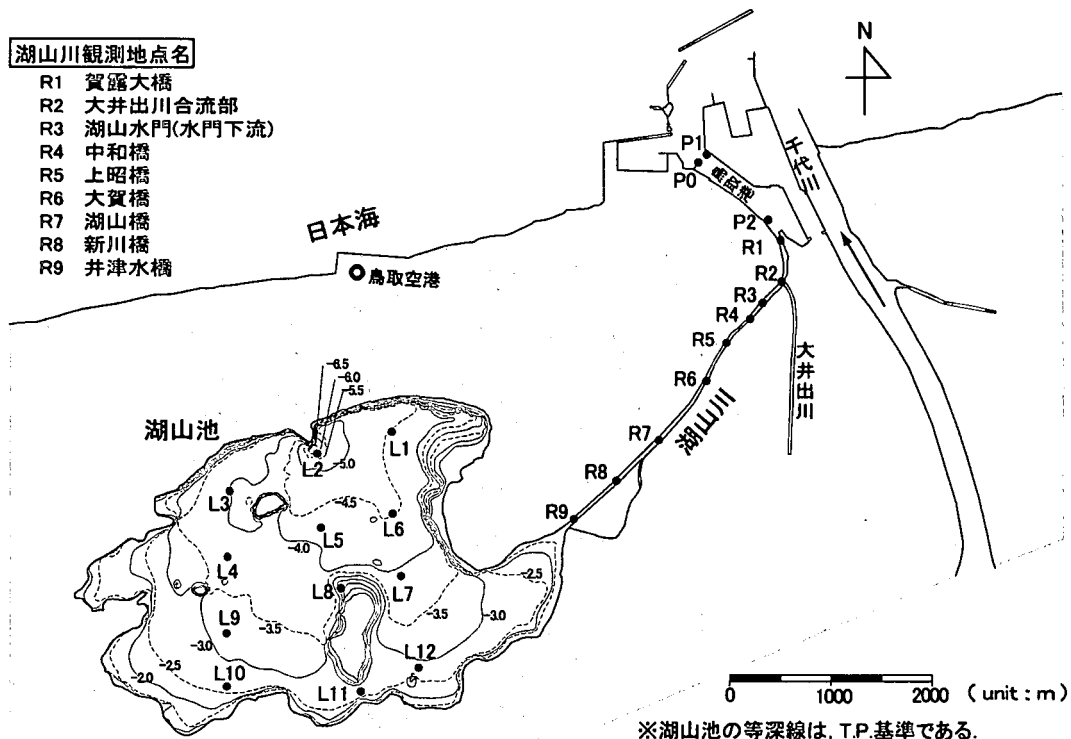 湖山川観測地点名
R1 賀露大橋
R2 大井出川合流部
R3 湖山水門(水門下流)
R4 中和橋
R5 上昭橋
R6 大賀橋
R7 湖山橋
R8 新川橋
R9 井津水橋
N
千代川
P1
P0
P2
日本海
鳥取空港
R1
R2
R3
R4
R5
R6
大井出川
湖山川
R7
R8
R9
湖山池
-6.5
-6.0
-5.5
L1
L2
-5.0
L3
-4.5
L6
L5
-4.0
L4
L8
L7
-2.5
-3.5
-3.0
L9
-3.5
-3.0
-2.5
L12
L10
-2.0
L11
0 1000 2000 (unit:m)
※湖山池の等深線は, T.P.基準である.